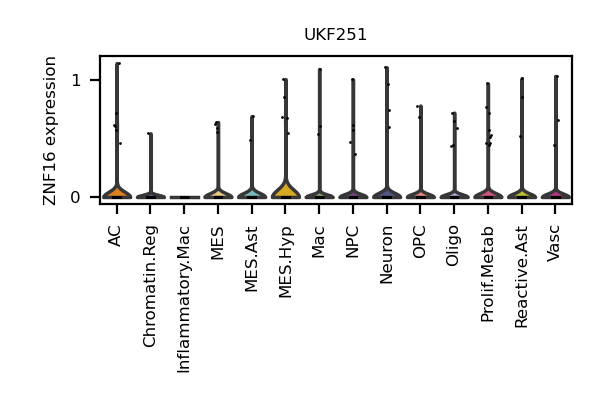 UKF251
ZNF16 expression
1
0
AC
Chromatin.Reg
Inflammatory.Mac
MES
MES.Ast
MES.Hyp
Mac
NPC
Neuron
OPC
Oligo
Prolif.Metab
Reactive.Ast
Vasc